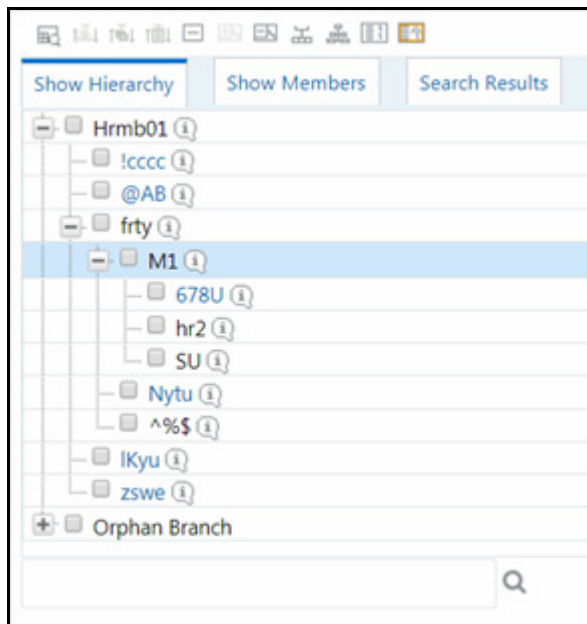 Show Hierarchy Show Members Search Results
Hrmb01
!cccc
@AB
frty
M1
678U
hr2
SU
Nytu
^%$
lKyu
zswe
Orphan Branch